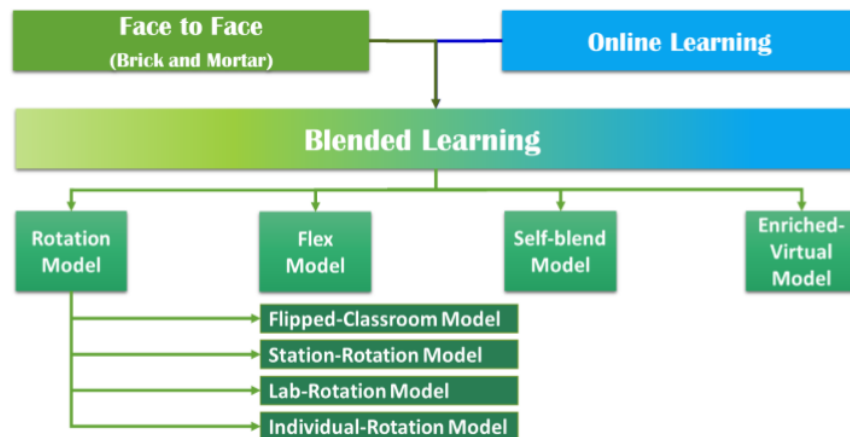 Face to Face
(Brick and Mortar)
Online Learning
Blended Learning
Rotation
Model
Flex
Model
Self-blend
Model
Enriched-
Virtual
Model
Flipped-Classroom Model
Station-Rotation Model
Lab-Rotation Model
Individual-Rotation Model